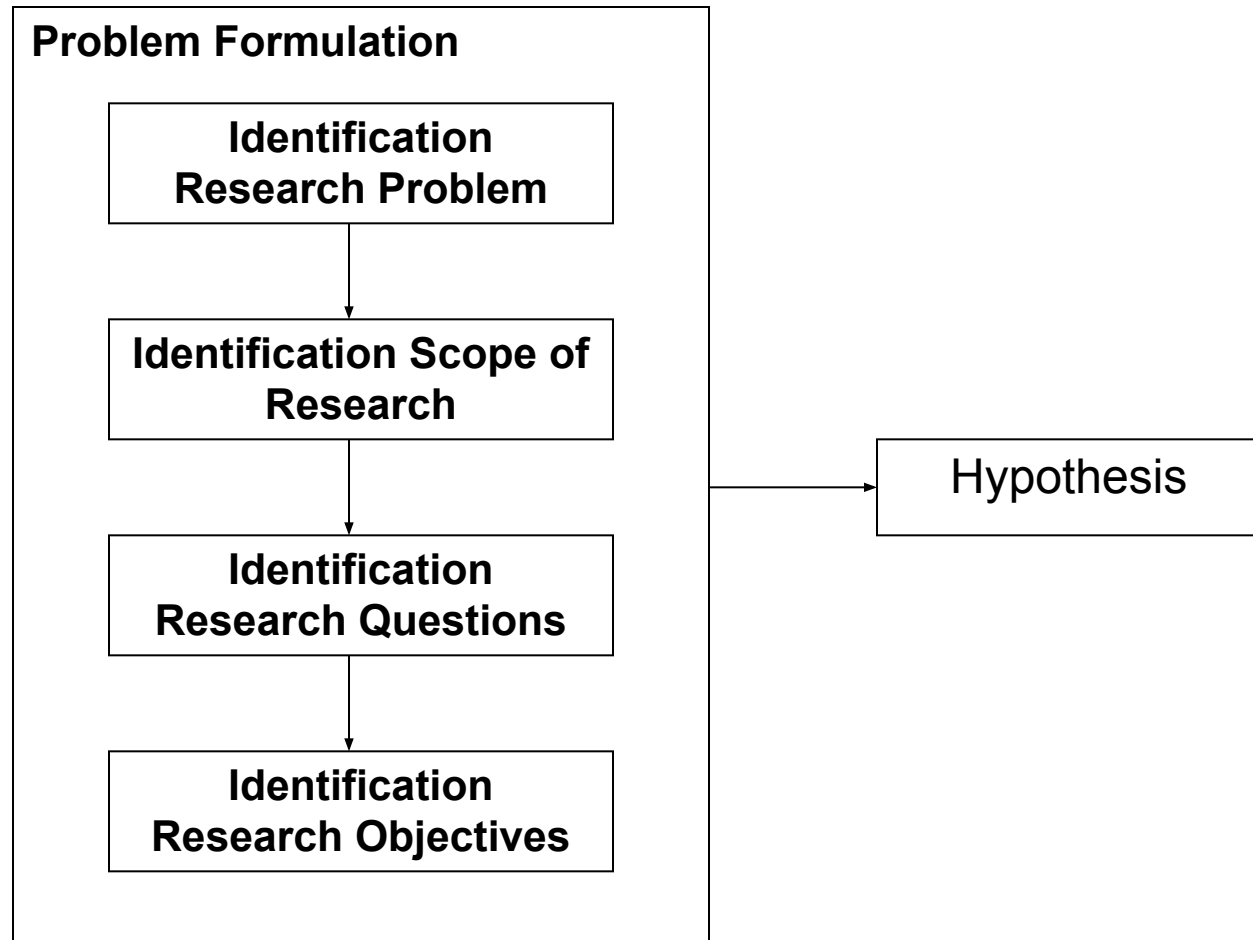 Problem Formulation
Identification
Research Problem
Identification Scope of
Research
Identification
Research Questions
Identification
Research Objectives
Hypothesis